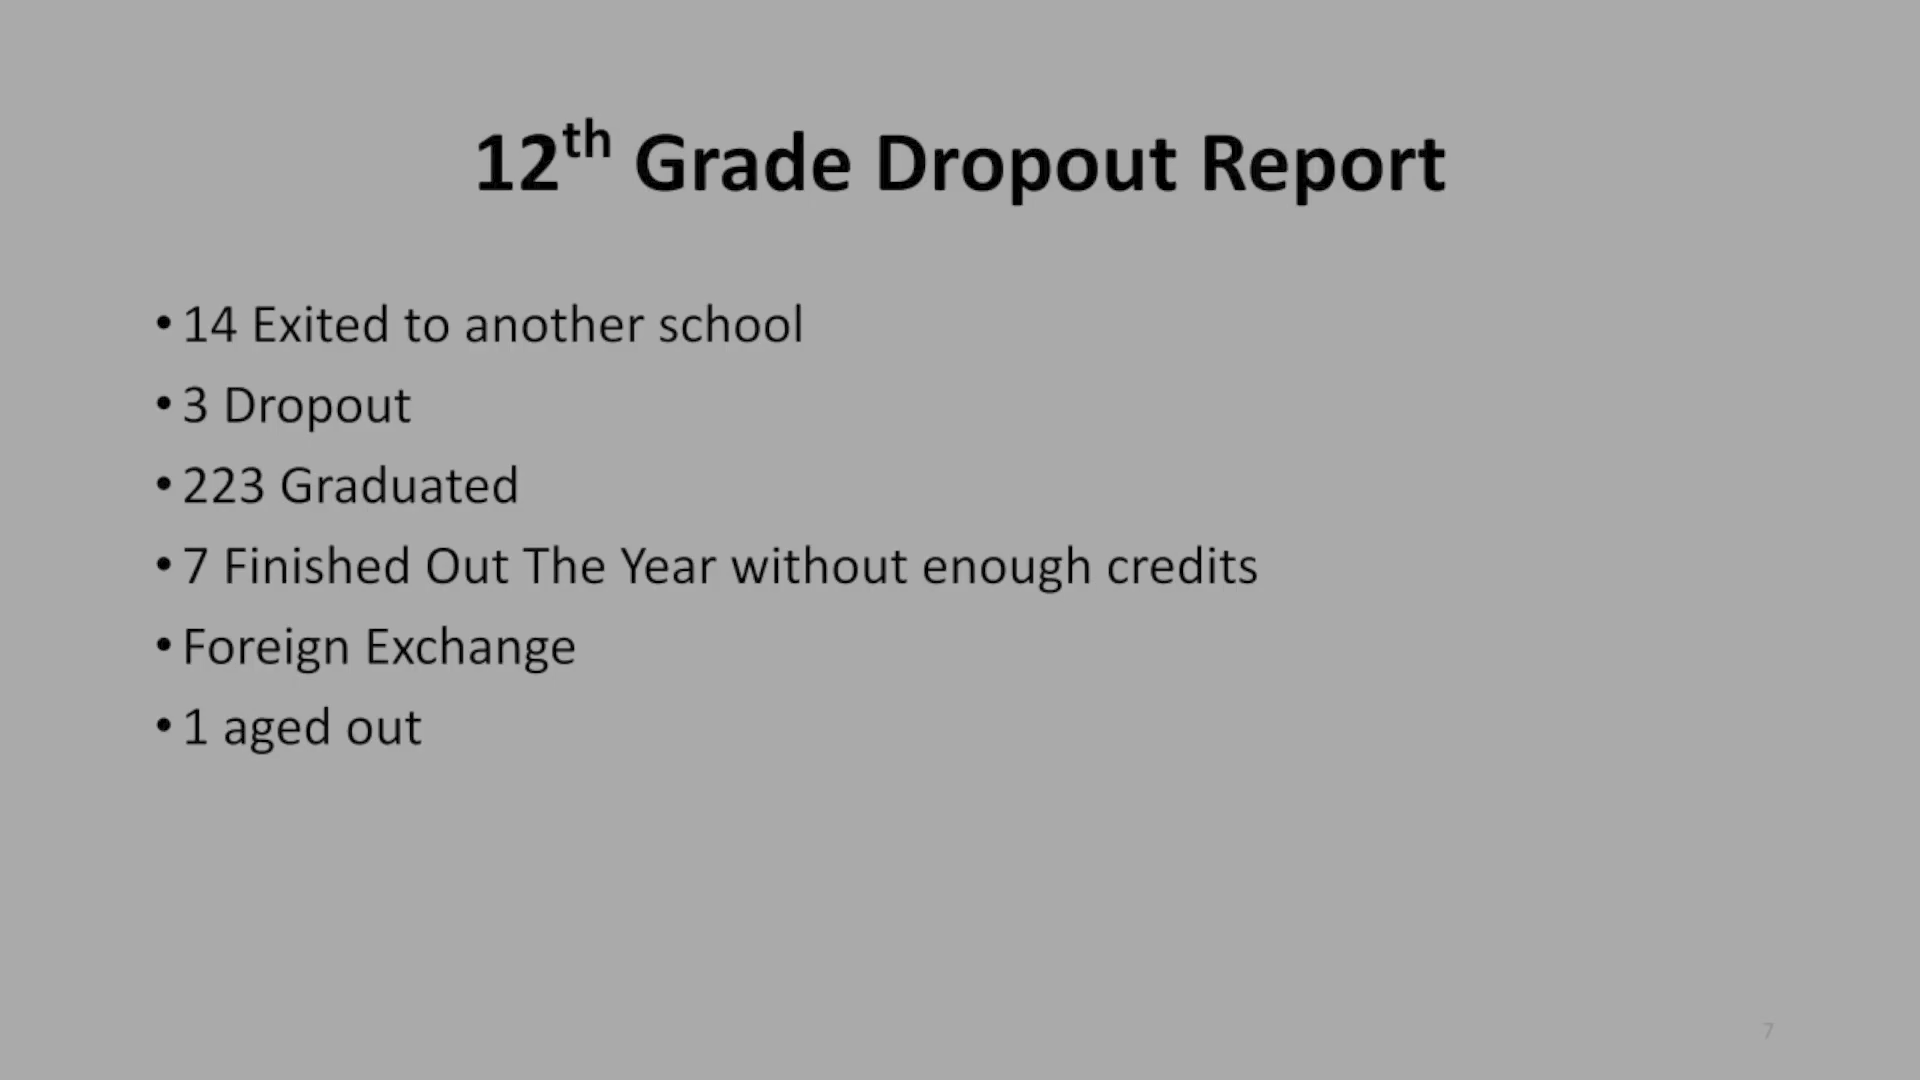 12th Grade Dropout Report
• 14 Exited to another school
• 3 Dropout
• 223 Graduated
• 7 Finished Out The Year without enough credits
• Foreign Exchange
• 1 aged out
7